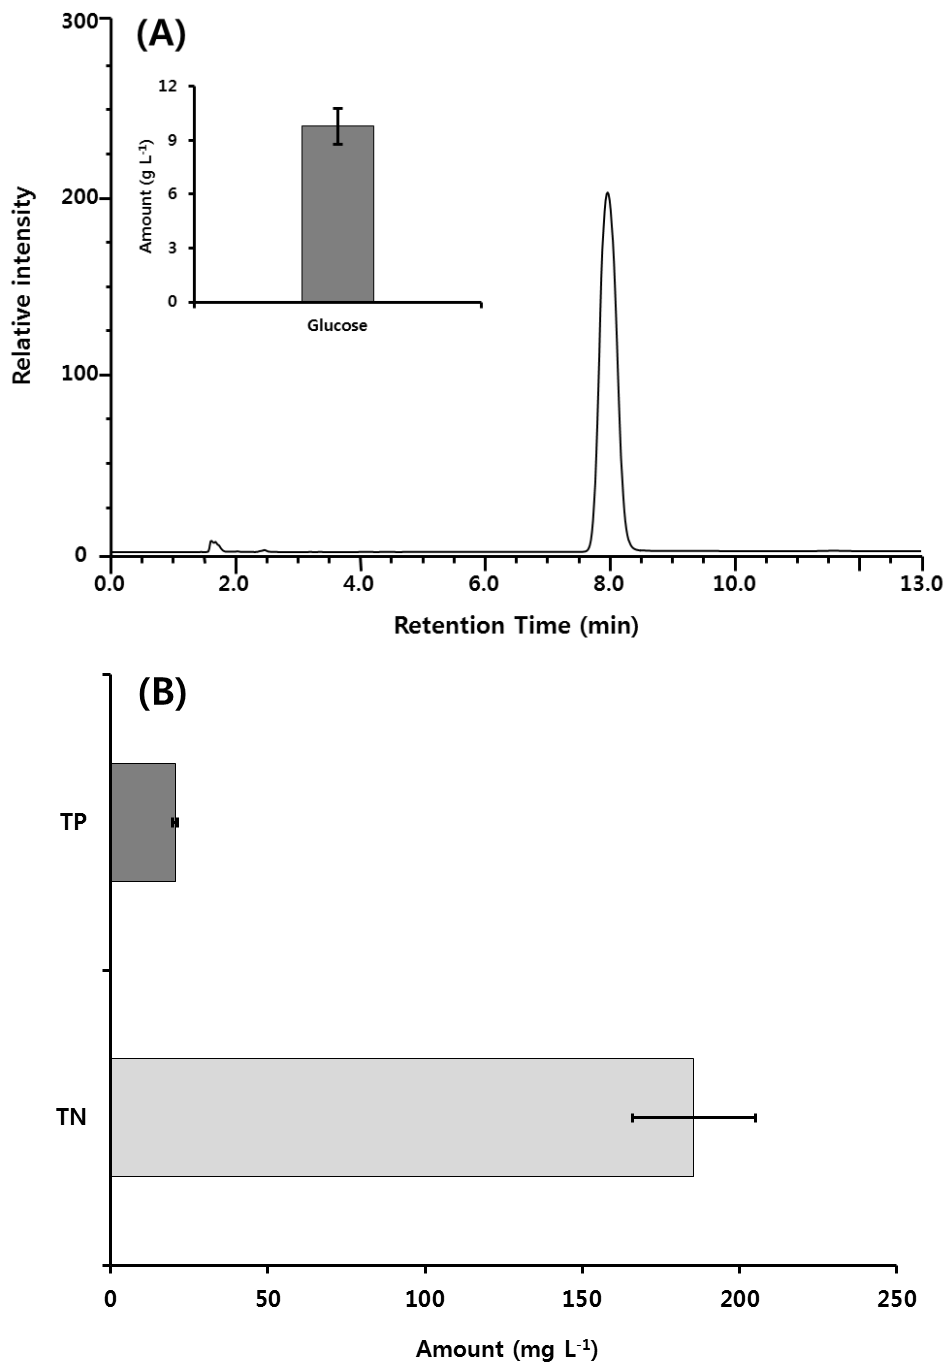 (A)
300
200
100
0
Relative intensity
12
9
6
3
0
Amount (g L⁻¹)
Glucose
0.0 2.0 4.0 6.0 8.0 10.0 13.0
Retention Time (min)
(B)
TP
TN
0 50 100 150 200 250
Amount (mg L⁻¹)